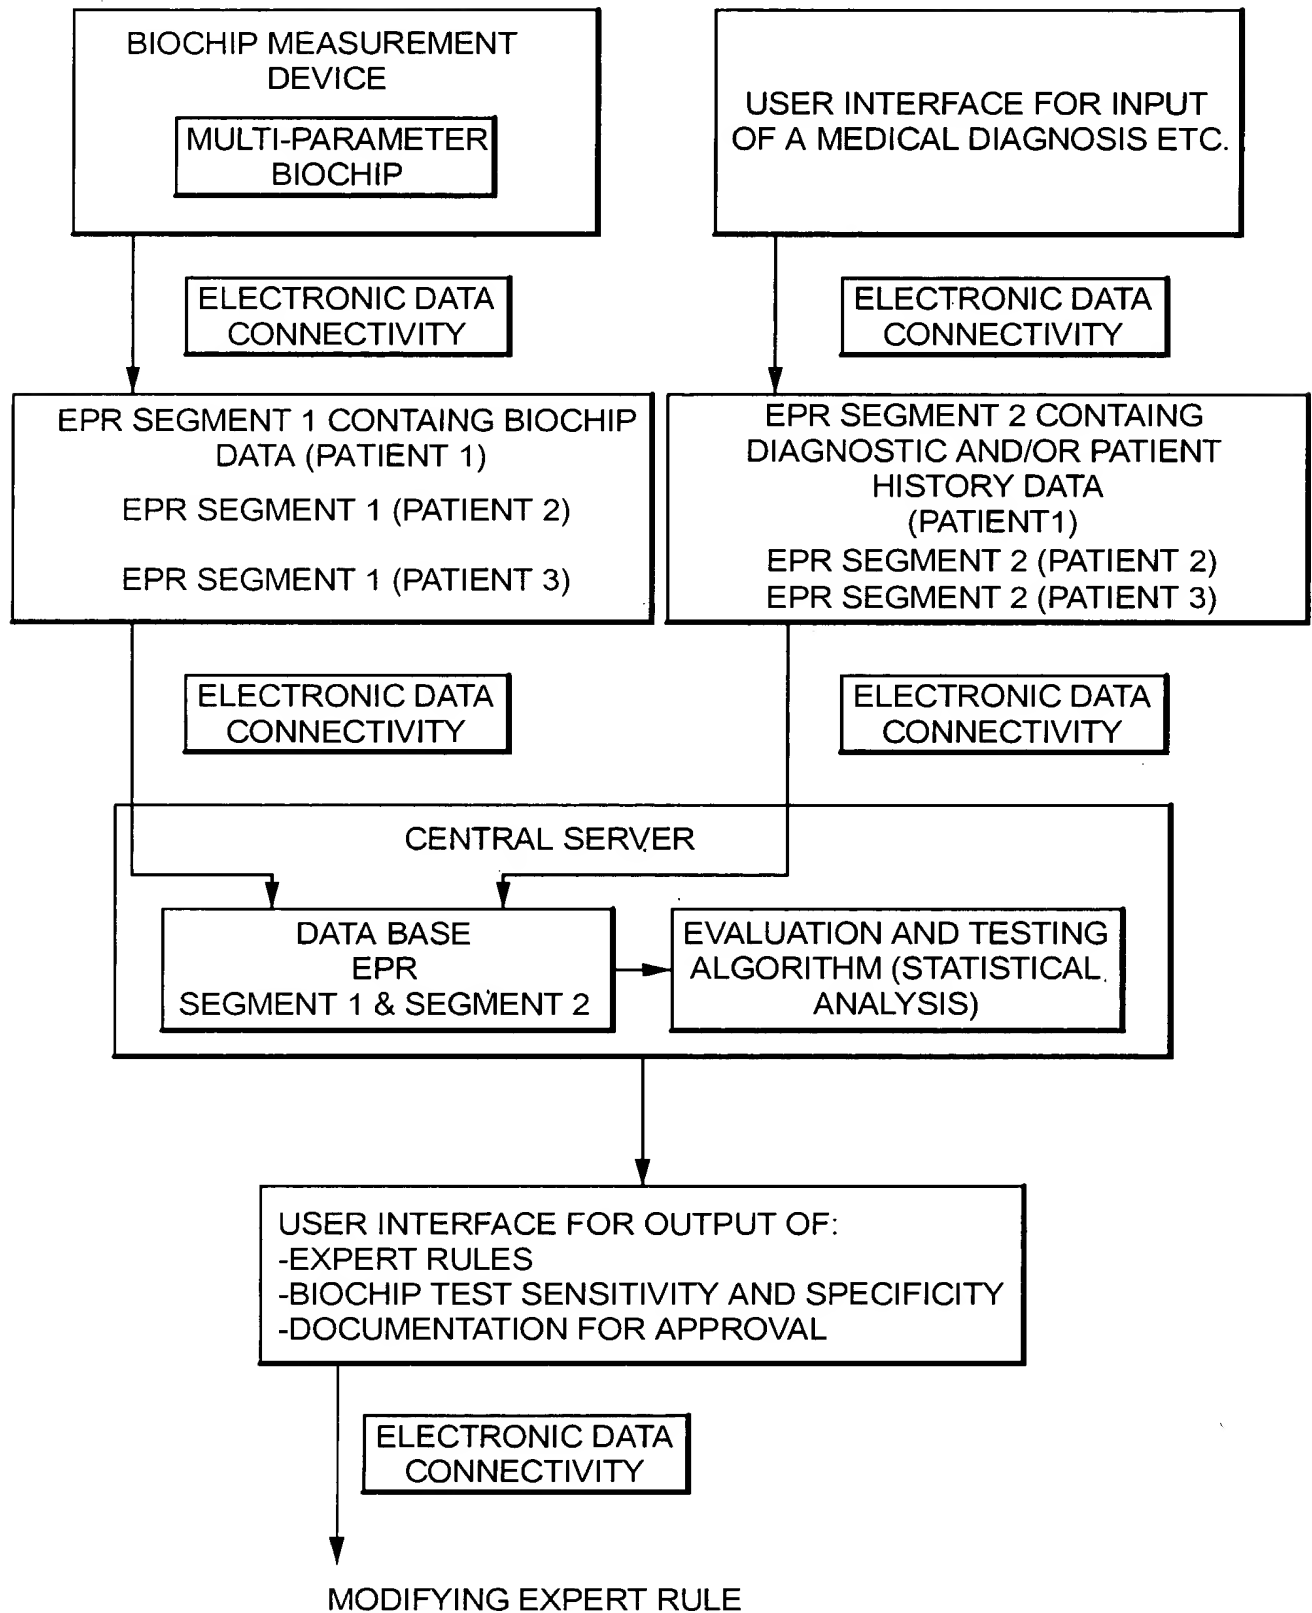 BIOCHIP MEASUREMENT
DEVICE
MULTI-PARAMETER
BIOCHIP
USER INTERFACE FOR INPUT
OF A MEDICAL DIAGNOSIS ETC.
ELECTRONIC DATA
CONNECTIVITY
ELECTRONIC DATA
CONNECTIVITY
EPR SEGMENT 1 CONTAING BIOCHIP
DATA (PATIENT 1)
EPR SEGMENT 1 (PATIENT 2)
EPR SEGMENT 1 (PATIENT 3)
EPR SEGMENT 2 CONTAING
DIAGNOSTIC AND/OR PATIENT
HISTORY DATA
(PATIENT1)
EPR SEGMENT 2 (PATIENT 2)
EPR SEGMENT 2 (PATIENT 3)
ELECTRONIC DATA
CONNECTIVITY
ELECTRONIC DATA
CONNECTIVITY
CENTRAL SERVER
DATA BASE
EPR
SEGMENT 1 & SEGMENT 2
EVALUATION AND TESTING
ALGORITHM (STATISTICAL
ANALYSIS)
USER INTERFACE FOR OUTPUT OF:
-EXPERT RULES
-BIOCHIP TEST SENSITIVITY AND SPECIFICITY
-DOCUMENTATION FOR APPROVAL
ELECTRONIC DATA
CONNECTIVITY
MODIFYING EXPERT RULE